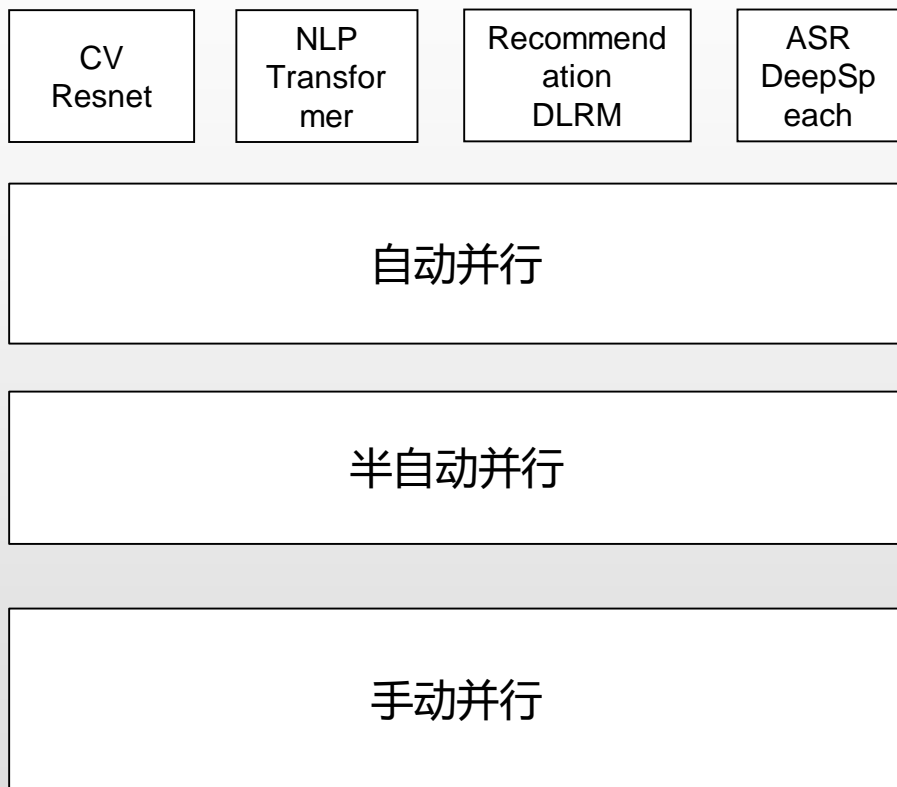 CV
Resnet
NLP
Transfor
mer
Recommend
ation
DLRM
ASR
DeepSp
each
自动并行
半自动并行
手动并行